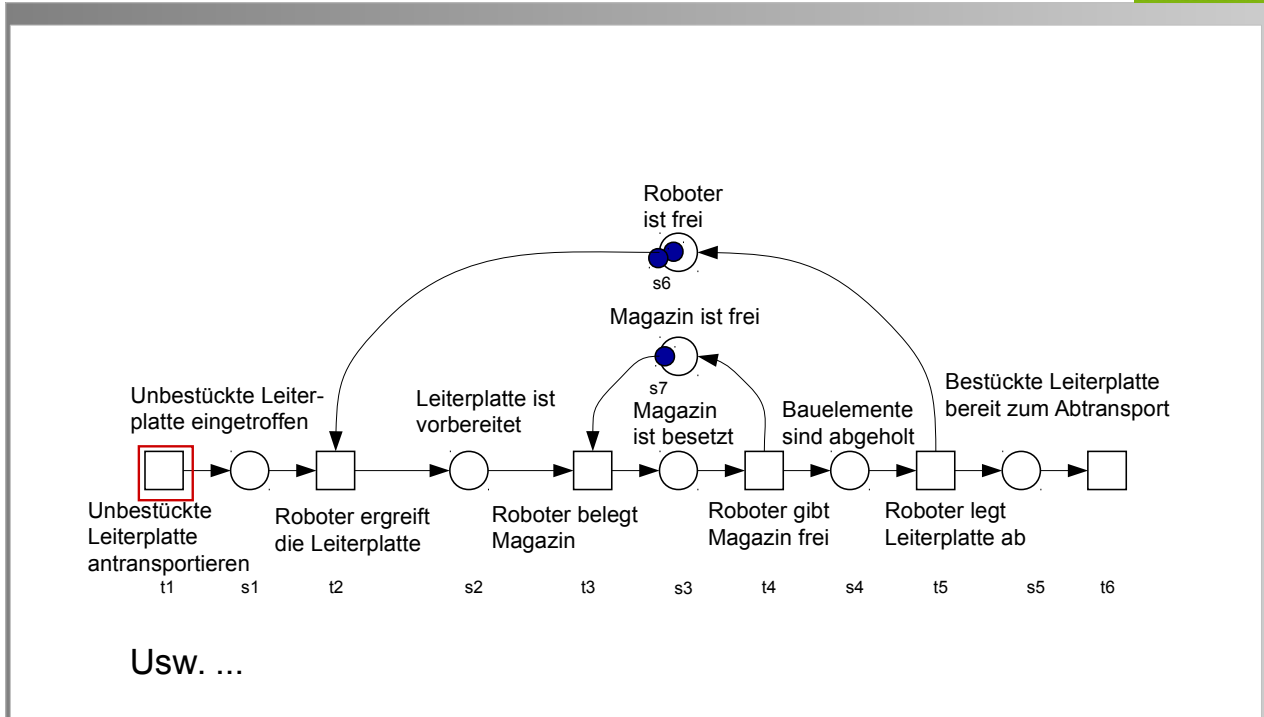 Roboter
ist frei
s6
Magazin ist frei
s7
Unbestückte Leiter-
platte eingetroffen
Leiterplatte ist
vorbereitet
Magazin
ist besetzt
Bauelemente
sind abgeholt
Bestückte Leiterplatte
bereit zum Abtransport
Unbestückte
Leiterplatte
antransportieren
Roboter ergreift
die Leiterplatte
Roboter belegt
Magazin
Roboter gibt
Magazin frei
Roboter legt
Leiterplatte ab
t1 s1 t2 s2 t3 s3 t4 s4 t5 s5 t6
Usw. ...